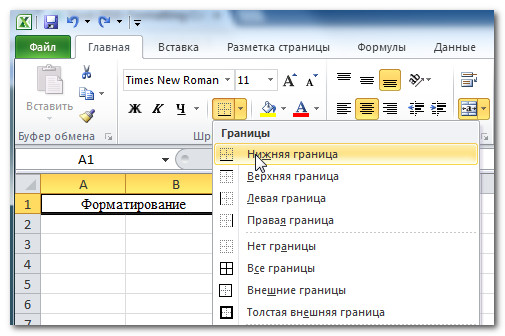 Файл Главная Вставка Разметка страницы Формулы Данные
Times New Roman 11 A A
Вставить Ж К Ч A
Буфер обмена
Границы
A1 Нижняя граница
Верхняя граница
A B Левая граница
1 Форматирование Правая граница
2
3 Нет границы
4 Все границы
5 Внешние границы
6 Толстая внешняя граница